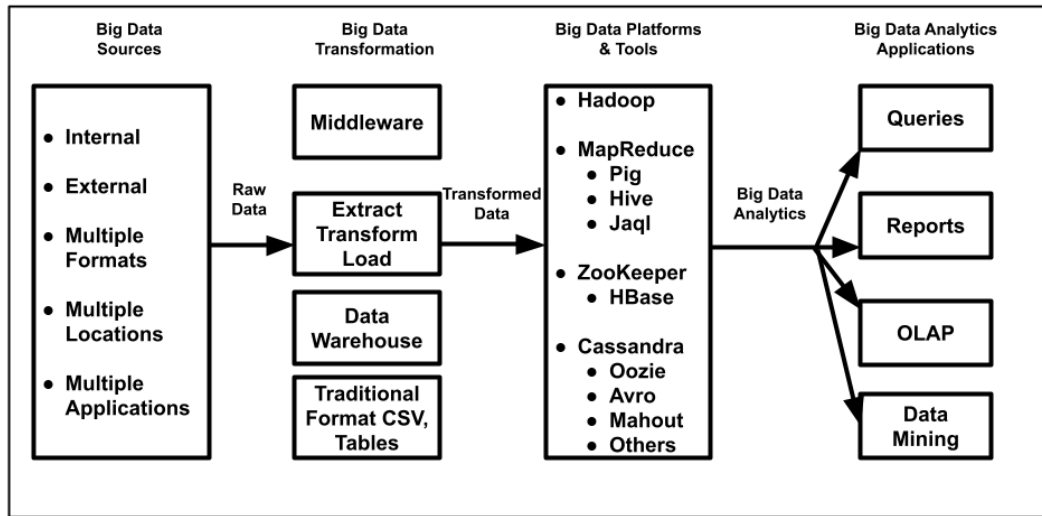 Big Data
Sources
Big Data
Transformation
Big Data Platforms
& Tools
Big Data Analytics
Applications
● Internal
● External
● Multiple
Formats
● Multiple
Locations
● Multiple
Applications
Raw
Data
Middleware
Extract
Transform
Load
Data
Warehouse
Traditional
Format CSV,
Tables
Transformed
Data
● Hadoop
● MapReduce
● Pig
● Hive
● Jaql
● ZooKeeper
● HBase
● Cassandra
● Oozie
● Avro
● Mahout
● Others
Big Data
Analytics
Queries
Reports
OLAP
Data
Mining